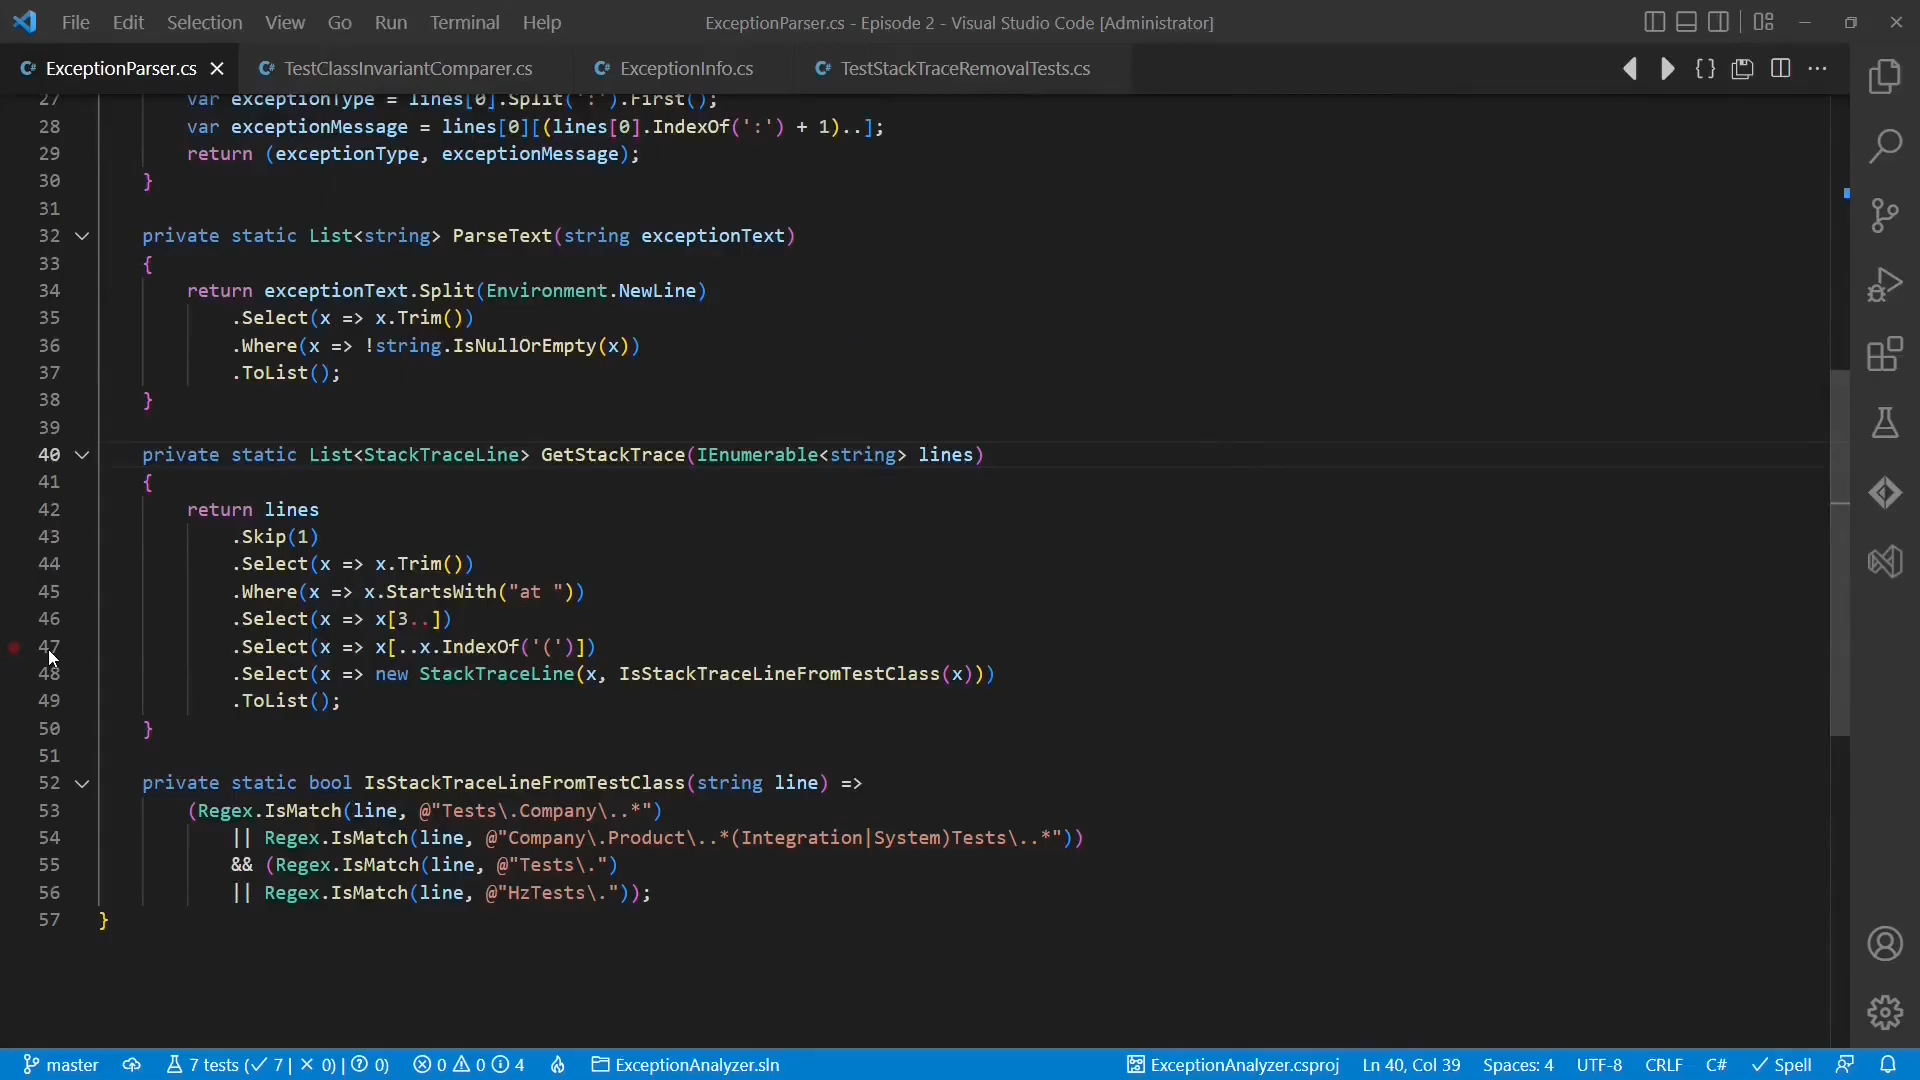 File Edit Selection View Go Run Terminal Help
ExceptionParser.cs - Episode 2 - Visual Studio Code [Administrator]
ExceptionParser.cs TestClassInvariantComparer.cs ExceptionInfo.cs TestStackTraceRemovalTests.cs
27 var exceptionType = lines[0].Split(':').First();
28 var exceptionMessage = lines[0][(lines[0].IndexOf(':') + 1)..];
29 return (exceptionType, exceptionMessage);
30 }
31
32 private static List<string> ParseText(string exceptionText)
33 {
34 return exceptionText.Split(Environment.NewLine)
35 .Select(x => x.Trim())
36 .Where(x => !string.IsNullOrEmpty(x))
37 .ToList();
38 }
39
40 private static List<StackTraceLine> GetStackTrace(IEnumerable<string> lines)
41 {
42 return lines
43 .Skip(1)
44 .Select(x => x.Trim())
45 .Where(x => x.StartsWith("at "))
46 .Select(x => x[3..])
47 .Select(x => x[..x.IndexOf('(')])
48 .Select(x => new StackTraceLine(x, IsStackTraceLineFromTestClass(x)))
49 .ToList();
50 }
51
52 private static bool IsStackTraceLineFromTestClass(string line) =>
53 (Regex.IsMatch(line, @"Tests\.Company\..*")
54 || Regex.IsMatch(line, @"Company\.Product\..*(Integration|System)Tests\..*"))
55 && (Regex.IsMatch(line, @"Tests\.")
56 || Regex.IsMatch(line, @"HzTests\."));
57 }
master 7 tests (✓ 7 | × 0) | 0) 0 0 4 ExceptionAnalyzer.sln ExceptionAnalyzer.csproj Ln 40, Col 39 Spaces: 4 UTF-8 CRLF C# ✓ Spell